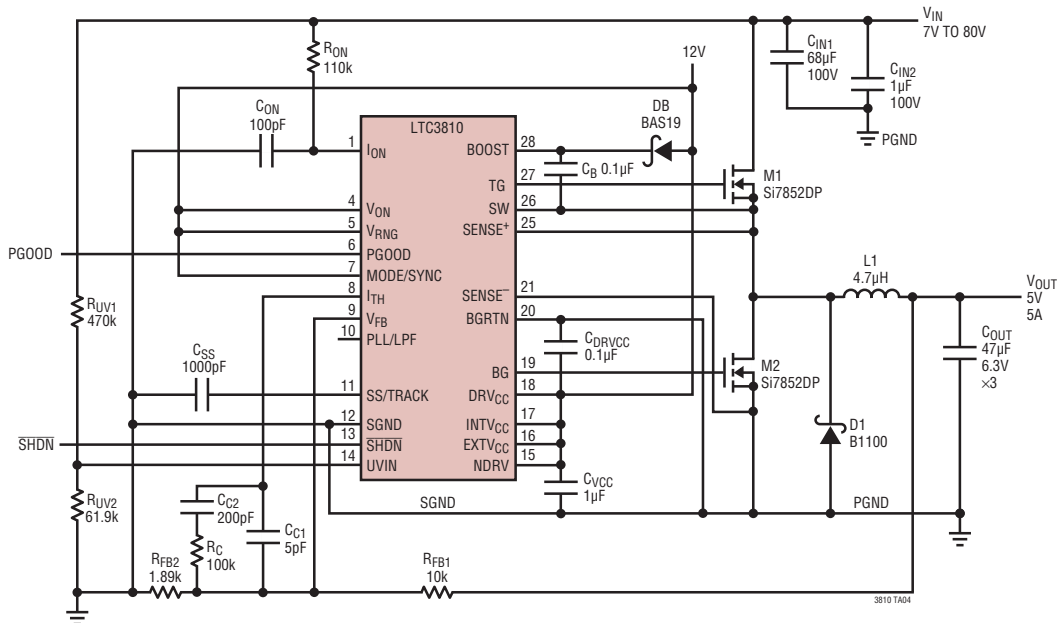 VIN
7V TO 80V
RON
110k
CIN1
68µF
100V
CIN2
1µF
100V
PGND
12V
CON
100pF
DB
BAS19
LTC3810
1
ION
BOOST
28
CB 0.1µF
TG
27
M1
Si7852DP
4
VON
SW
26
5
VRNG
SENSE+
25
PGOOD
6
PGOOD
7
MODE/SYNC
L1
4.7µH
VOUT
5V
5A
8
ITH
SENSE–
21
9
VFB
BGRTN
20
10
PLL/LPF
RUV1
470k
CDRVCC
0.1µF
COUT
47µF
6.3V
×3
CSS
1000pF
BG
19
M2
Si7852DP
11
SS/TRACK
DRVCC
18
12
SGND
INTVCC
17
D1
B1100
SHDN
13
SHDN
EXTVCC
16
14
UVIN
NDRV
15
CVCC
1µF
RUV2
61.9k
CC2
200pF
SGND
PGND
CC1
5pF
RC
100k
RFB2
1.89k
RFB1
10k
3810 TA04